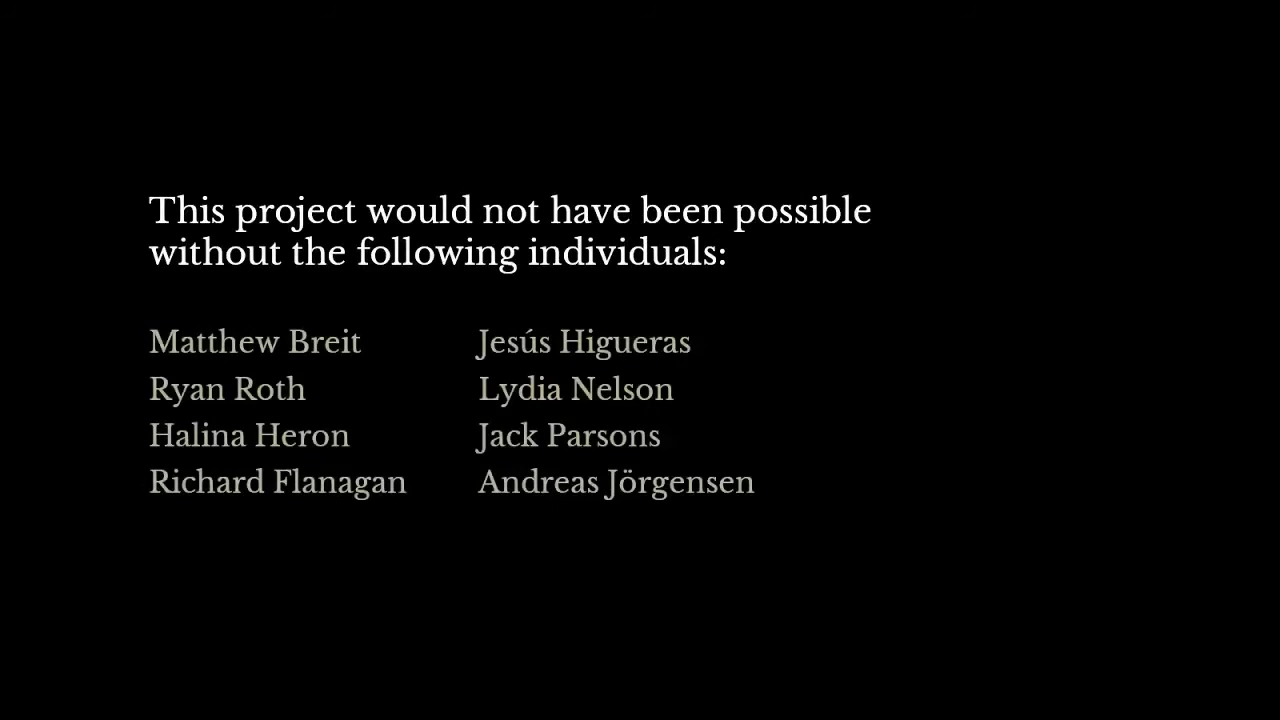 This project would not have been possible
without the following individuals:
Matthew Breit Jesús Higueras
Ryan Roth Lydia Nelson
Halina Heron Jack Parsons
Richard Flanagan Andreas Jörgensen